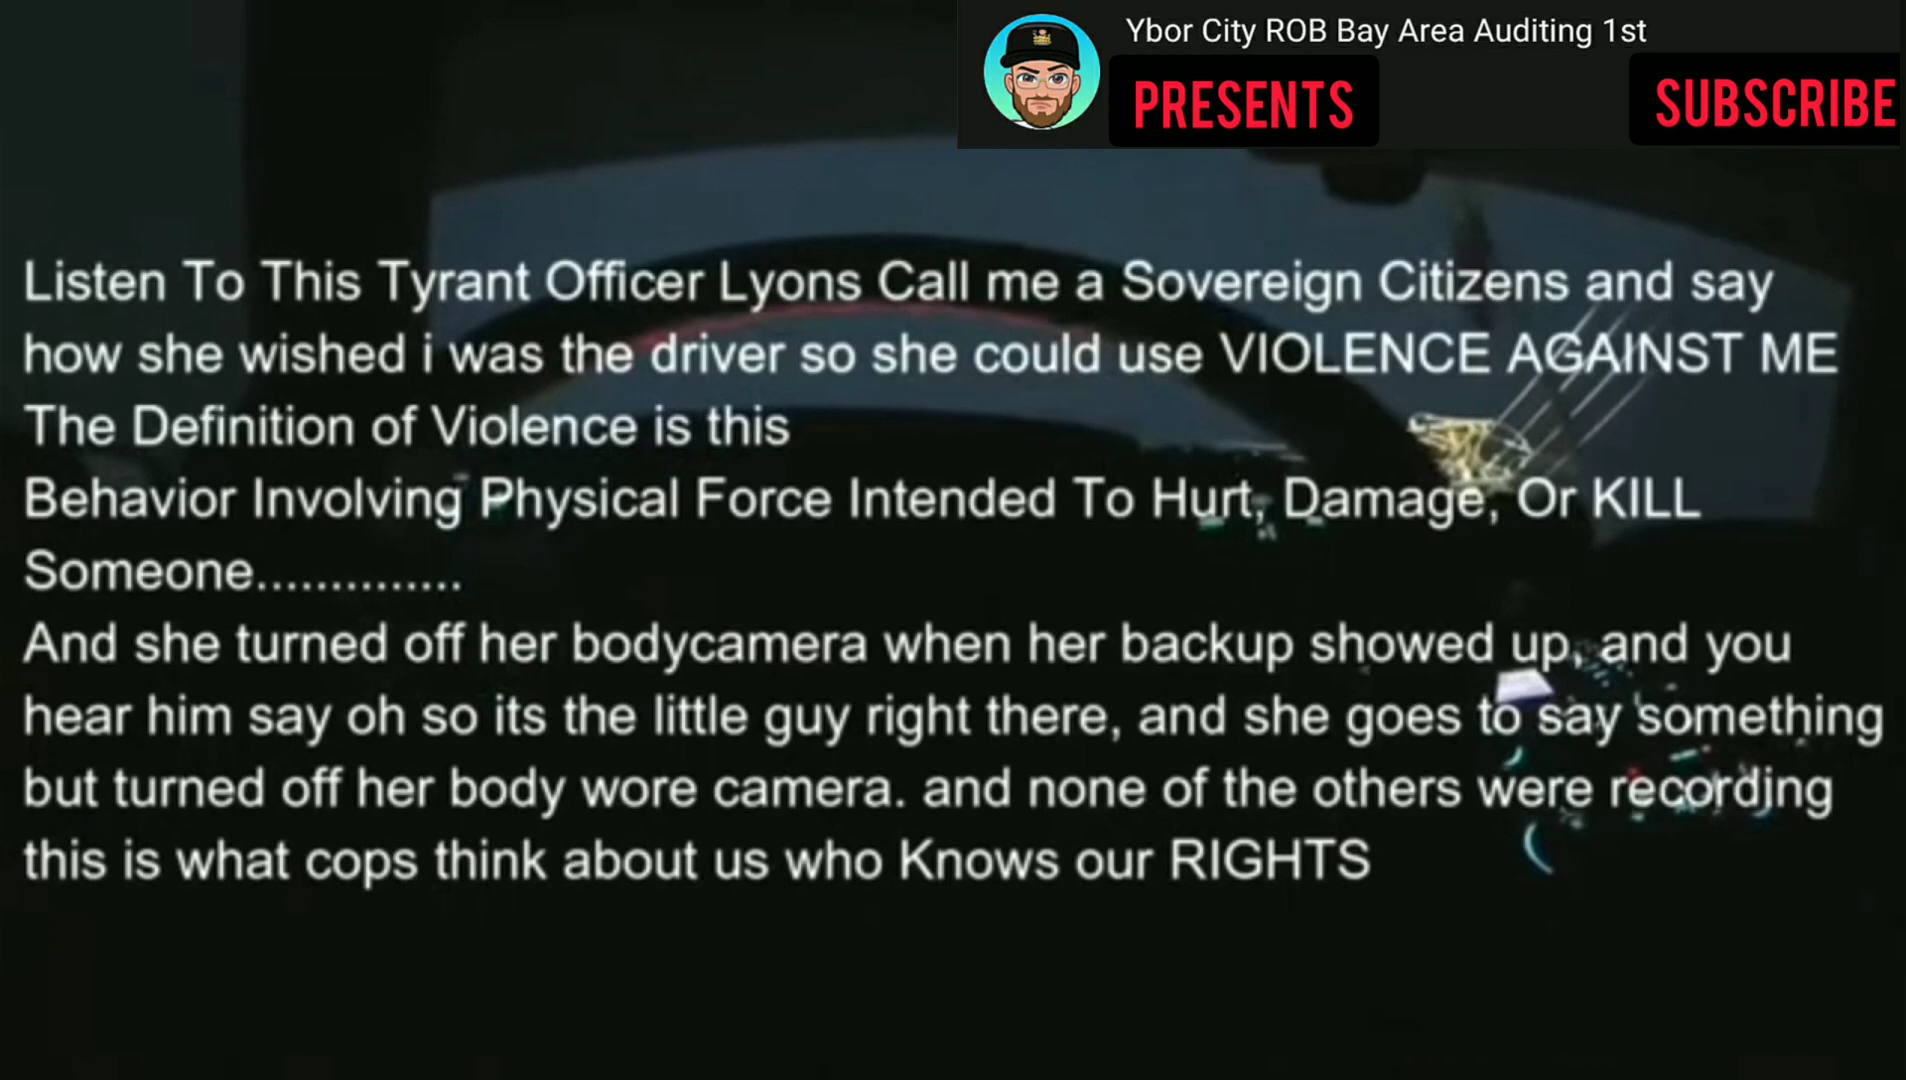 Ybor City ROB Bay Area Auditing 1st
PRESENTS
SUBSCRIBE
Listen To This Tyrant Officer Lyons Call me a Sovereign Citizens and say
how she wished i was the driver so she could use VIOLENCE AGAINST ME
The Definition of Violence is this
Behavior Involving Physical Force Intended To Hurt, Damage, Or KILL
Someone..............
And she turned off her bodycamera when her backup showed up, and you
hear him say oh so its the little guy right there, and she goes to say something
but turned off her body wore camera. and none of the others were recording
this is what cops think about us who Knows our RIGHTS